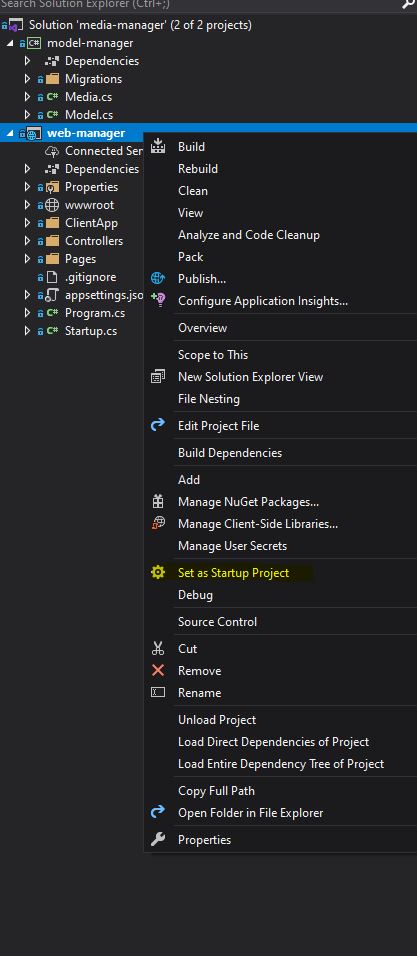 Search Solution Explorer (Ctrl+;)
Solution 'media-manager' (2 of 2 projects)
C# model-manager
Dependencies
Migrations
C# Media.cs
C# Model.cs
web-manager
Connected Ser
Dependencies
Properties
wwwroot
ClientApp
Controllers
Pages
.gitignore
appsettings.jso
C# Program.cs
C# Startup.cs
Build
Rebuild
Clean
View
Analyze and Code Cleanup
Pack
Publish...
Configure Application Insights...
Overview
Scope to This
New Solution Explorer View
File Nesting
Edit Project File
Build Dependencies
Add
Manage NuGet Packages...
Manage Client-Side Libraries...
Manage User Secrets
Set as Startup Project
Debug
Source Control
Cut
Remove
Rename
Unload Project
Load Direct Dependencies of Project
Load Entire Dependency Tree of Project
Copy Full Path
Open Folder in File Explorer
Properties